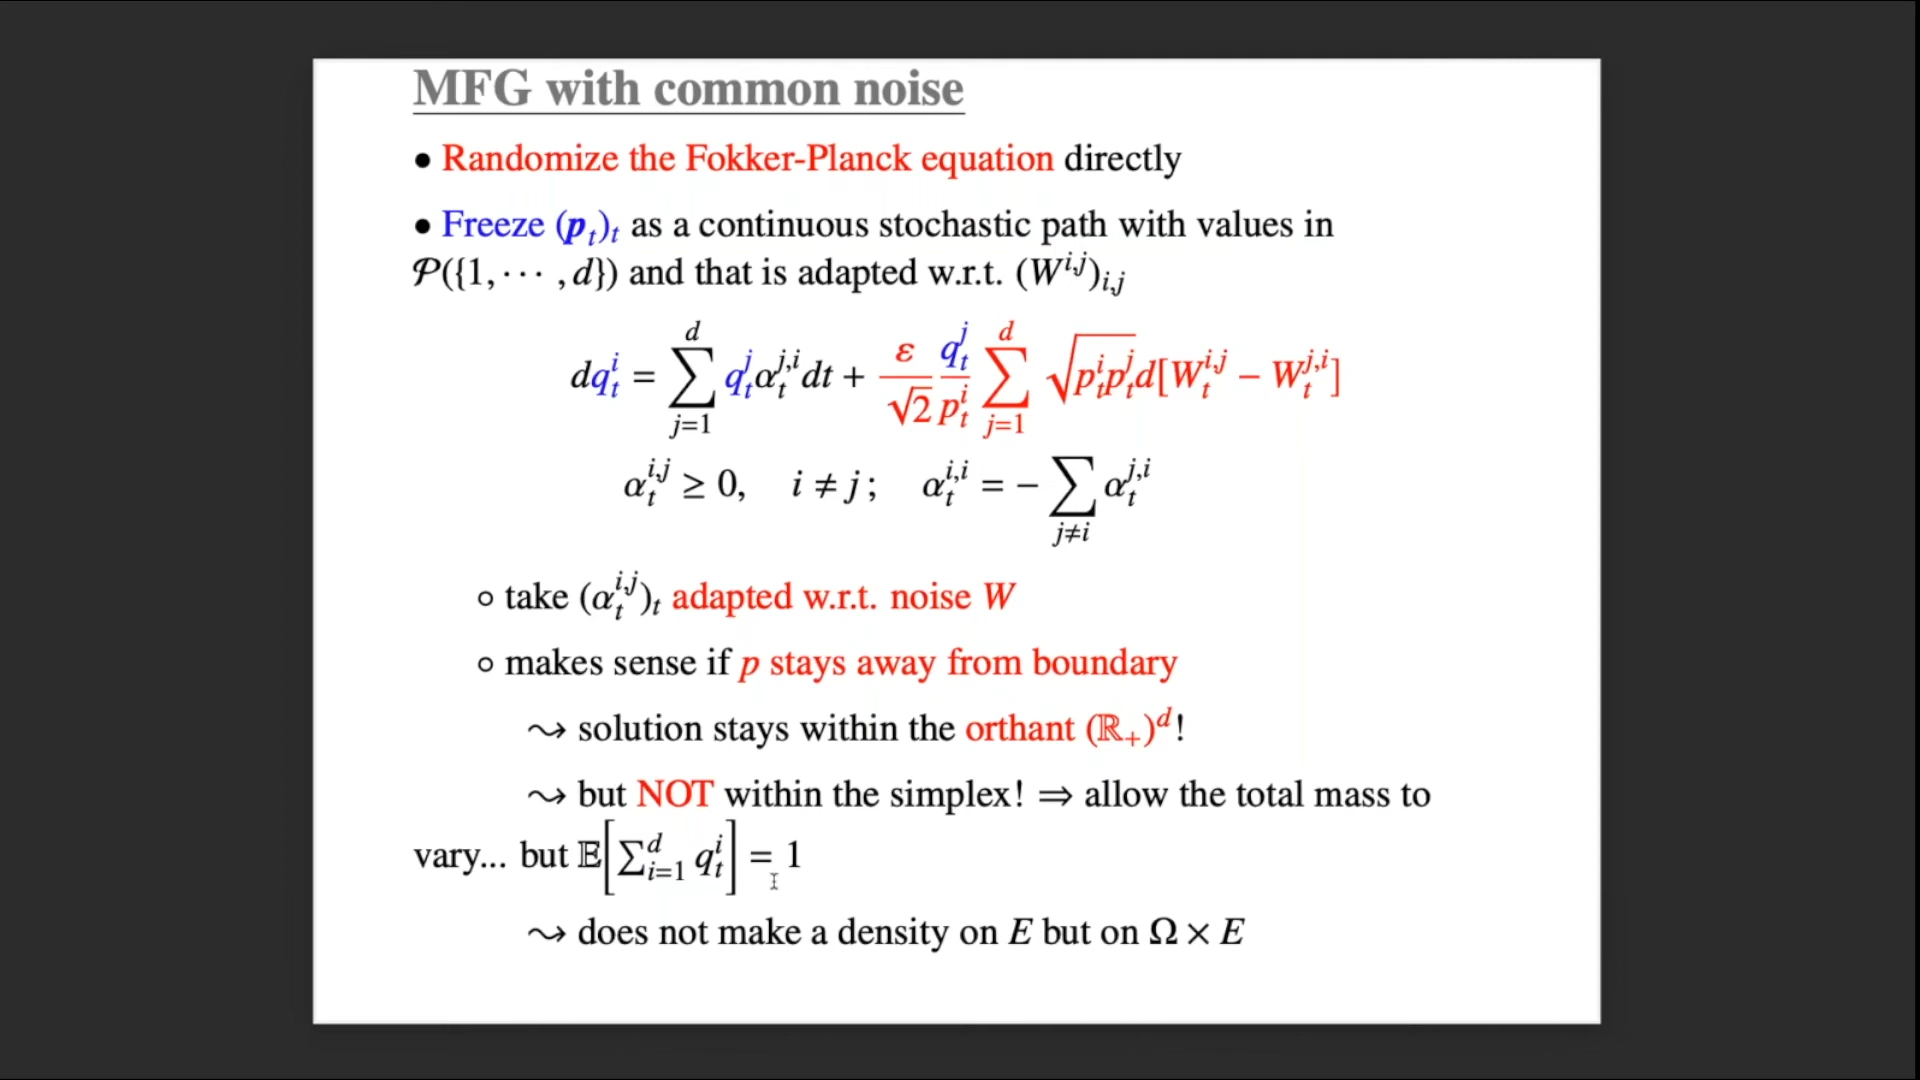 MFG with common noise
• Randomize the Fokker-Planck equation directly
• Freeze (𝒑_t)_t as a continuous stochastic path with values in
𝒫({1, ⋯ , d}) and that is adapted w.r.t. (W^{i,j})_{i,j}
dq_t^i = ∑_{j=1}^d q_t^j α_t^{j,i} dt + \frac{ε}{√2} \frac{q_t^j}{p_t^i} ∑_{j=1}^d √{p_t^i p_t^j} d[W_t^{i,j} − W_t^{j,i}]
α_t^{i,j} ≥ 0, i ≠ j ; α_t^{i,i} = − ∑_{j≠i} α_t^{j,i}
∘ take (α_t^{i,j})_t adapted w.r.t. noise W
∘ makes sense if p stays away from boundary
⇝ solution stays within the orthant (ℝ_+)^d!
⇝ but NOT within the simplex! ⇒ allow the total mass to
vary... but 𝔼[∑_{i=1}^d q_t^i] = 1
⇝ does not make a density on E but on Ω × E